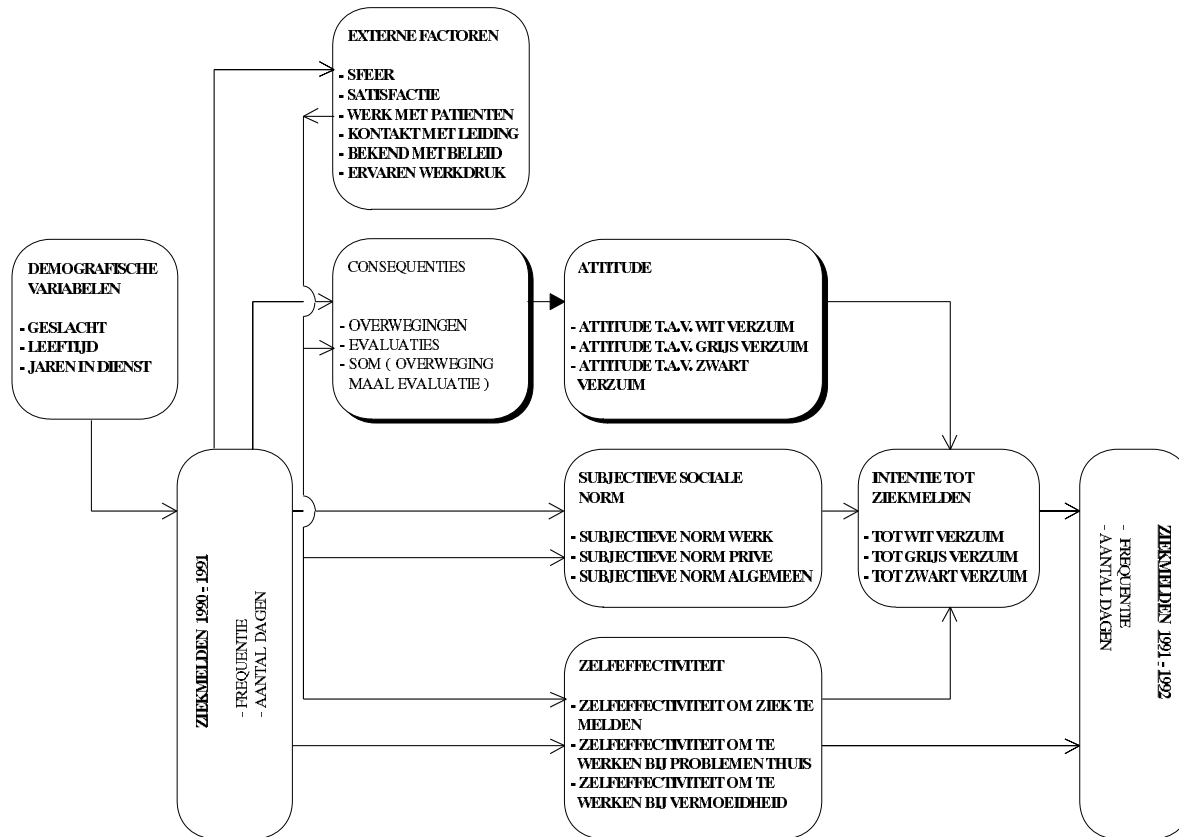 EXTERNE FACTOREN
- SFEER
- SATISFACTIE
- WERK MET PATIENTEN
- KONTAKT MET LEIDING
- BEKEND MET BELEID
- ERVAREN WERKDRUK
DEMOGRAFISCHE
VARIABELEN
- GESLACHT
- LEEFTIJD
- JAREN IN DIENST
CONSEQUENTIES
- OVERWEGINGEN
- EVALUATIES
- SOM ( OVERWEGING
MAAL EVALUATIE )
ATTITUDE
- ATTITUDE T.A.V. WIT VERZUIM
- ATTITUDE T.A.V. GRIJS VERZUIM
- ATTITUDE T.A.V. ZWART
VERZUIM
ZIEKMELDEN 1990 - 1991
- FREQUENTIE
- AANTAL DAGEN
SUBJECTIEVE SOCIALE
NORM
- SUBJECTIEVE NORM WERK
- SUBJECTIEVE NORM PRIVE
- SUBJECTIEVE NORM ALGEMEEN
INTENTIE TOT
ZIEKMELDEN
- TOT WIT VERZUIM
- TOT GRIJS VERZUIM
- TOT ZWART VERZUIM
ZIEKMELDEN 1991 - 1992
- FREQUENTIE
- AANTAL DAGEN
ZELFEFFECTIVITEIT
- ZELFEFFECTIVITEIT OM ZIEK TE
MELDEN
- ZELFEFFECTIVITEIT OM TE
WERKEN BIJ PROBLEMEN THUIS
- ZELFEFFECTIVITEIT OM TE
WERKEN BIJ VERMOEIDHEID